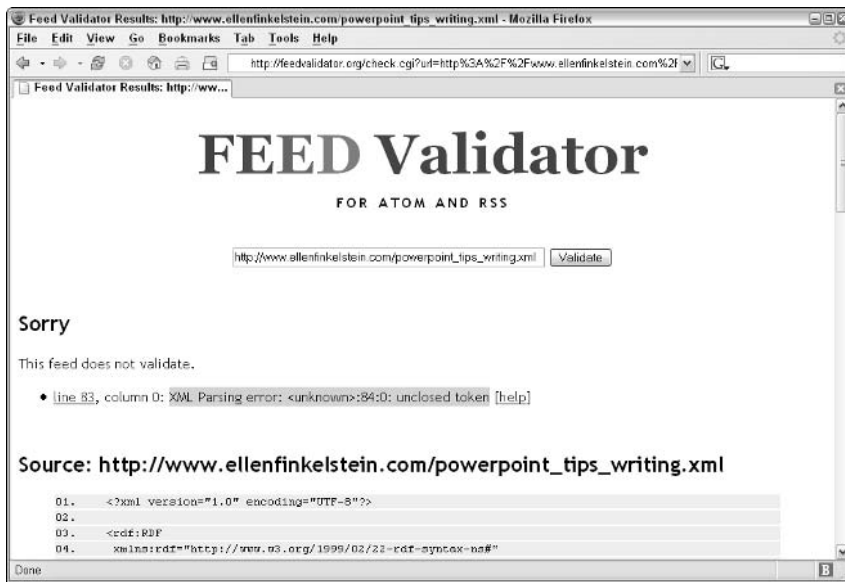 Feed Validator Results: http://www.ellenfinkelstein.com/powerpoint_tips_writing.xml - Mozilla Firefox
File Edit View Go Bookmarks Tab Tools Help
http://feedvalidator.org/check.cgi?url=http%3A%2F%2Fwww.ellenfinkelstein.com%2F
G
Feed Validator Results: http://ww...
FEED Validator
FOR ATOM AND RSS
http://www.ellenfinkelstein.com/powerpoint_tips_writing.xml Validate
Sorry
This feed does not validate.
• line 83, column 0: XML Parsing error: <unknown>:84:0: unclosed token [help]
Source: http://www.ellenfinkelstein.com/powerpoint_tips_writing.xml
01. <?xml version="1.0" encoding="UTF-8"?>
02.
03. <rdf:RDF
04. xmlns:rdf="http://www.w3.org/1999/02/22-rdf-syntax-ns#"
Done
B